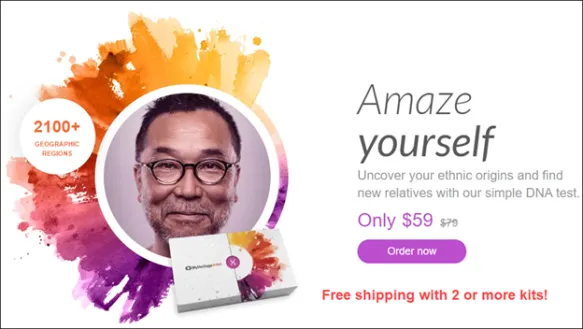 2100+
GEOGRAPHIC
REGIONS
MyHeritage DNA
Amaze
yourself
Uncover your ethnic origins and find
new relatives with our simple DNA test.
Only $59 $79
Order now
Free shipping with 2 or more kits!